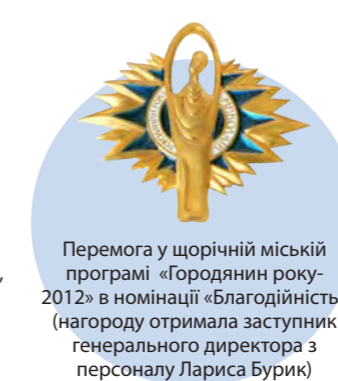 Перемога у щорічній міській
програмі «Городянин року-
2012» в номінації «Благодійність
(нагороду отримала заступник
генерального директора з
персоналу Лариса Бурик)